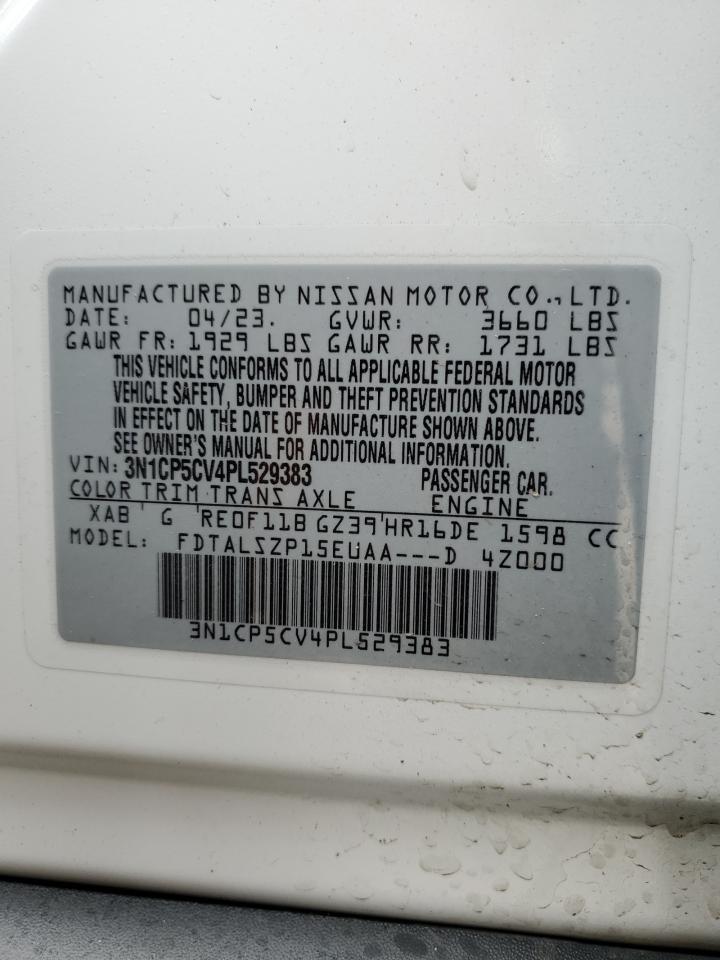 MANUFACTURED BY NISSAN MOTOR CO., LTD.
DATE: 04/23. GVWR: 3660 LBS
GAWR FR: 1929 LBS GAWR RR: 1731 LBS
THIS VEHICLE CONFORMS TO ALL APPLICABLE FEDERAL MOTOR
VEHICLE SAFETY, BUMPER AND THEFT PREVENTION STANDARDS
IN EFFECT ON THE DATE OF MANUFACTURE SHOWN ABOVE.
SEE OWNER'S MANUAL FOR ADDITIONAL INFORMATION.
VIN: 3N1CP5CV4PL529383 PASSENGER CAR.
COLOR TRIM TRANS AXLE ENGINE
XAB ' G ' RE0F11B GZ39'HR16DE 1598 CC
MODEL: FDTALSZP15EUAA---D 4Z000
3N1CP5CV4PL529383